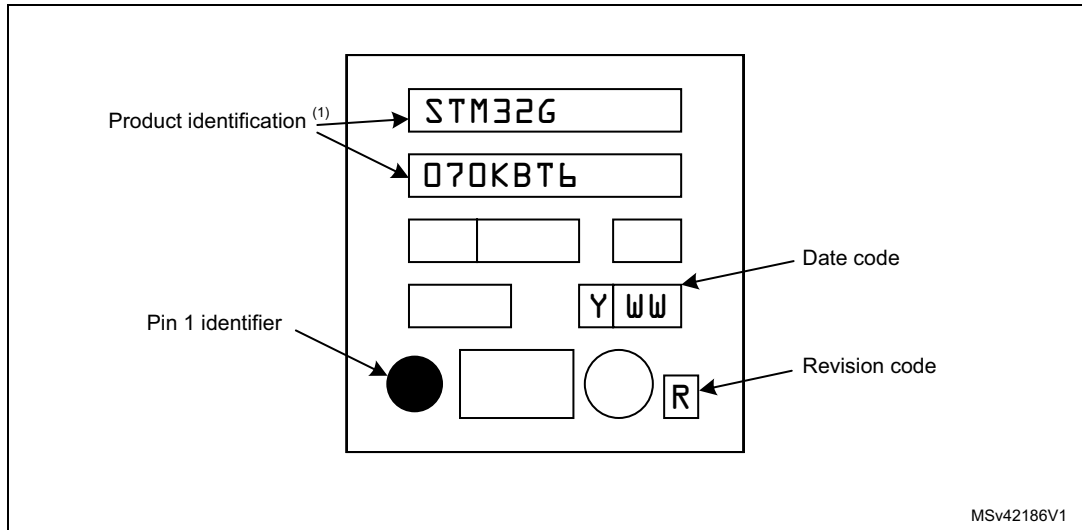 STM32G
Product identification (1)
070KBT6
Date code
Y WW
Pin 1 identifier
Revision code
R
MSv42186V1